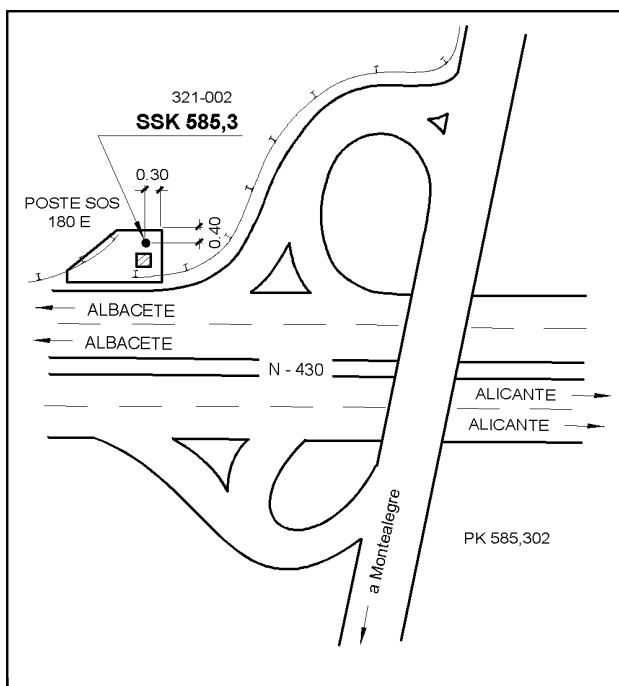 321-002
SSK 585,3
0.30
POSTE SOS
180 E
0.40
ALBACETE
ALBACETE
N - 430
ALICANTE
ALICANTE
a Montealegre
PK 585,302